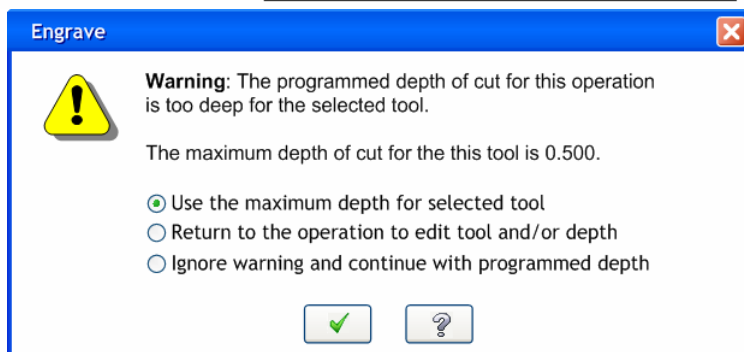 Engrave
Warning: The programmed depth of cut for this operation
is too deep for the selected tool.
The maximum depth of cut for the this tool is 0.500.
Use the maximum depth for selected tool
Return to the operation to edit tool and/or depth
Ignore warning and continue with programmed depth